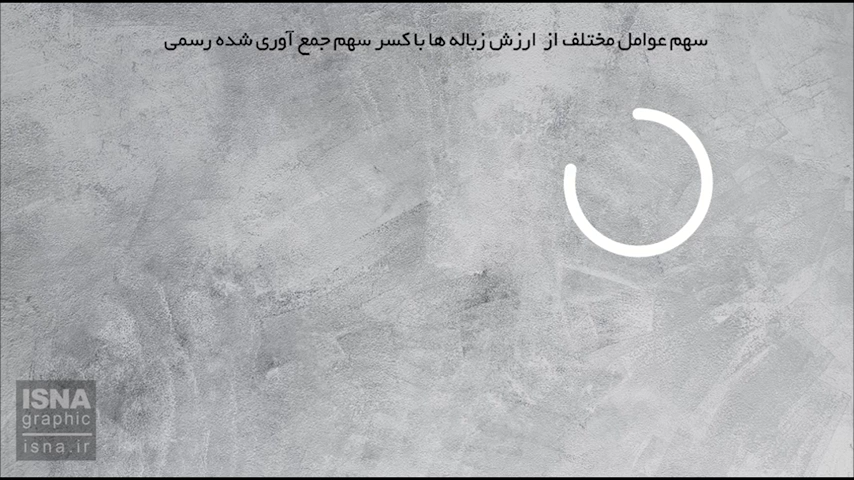 سهم عوامل مختلف از ارزش زباله ها با کسر سهم جمع آوری شده رسمی
ISNA
graphic
isna.ir